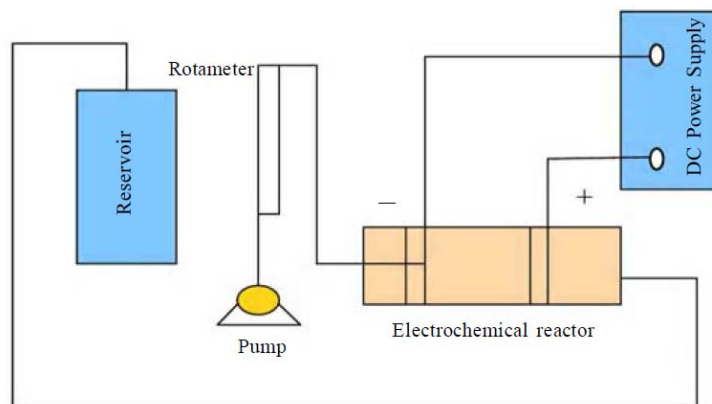 Rotameter
Reservoir
DC Power Supply
−
+
Electrochemical reactor
Pump